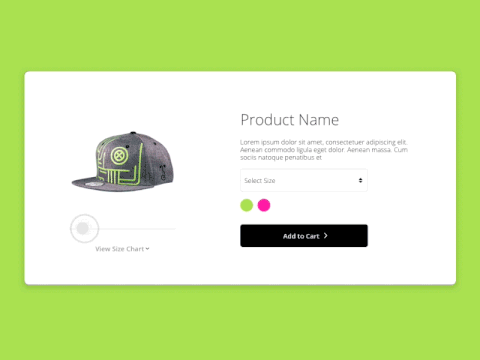 Product Name
Lorem ipsum dolor sit amet, consectetuer adipiscing elit.
Aenean commodo ligula eget dolor. Aenean massa. Cum
sociis natoque penatibus et
Select Size
Add to Cart
View Size Chart